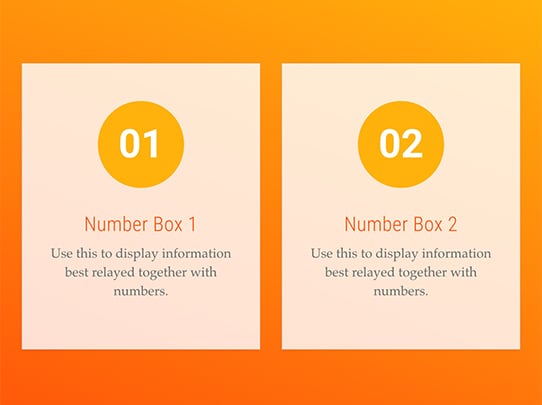 01
Number Box 1
Use this to display information
best relayed together with
numbers.
02
Number Box 2
Use this to display information
best relayed together with
numbers.